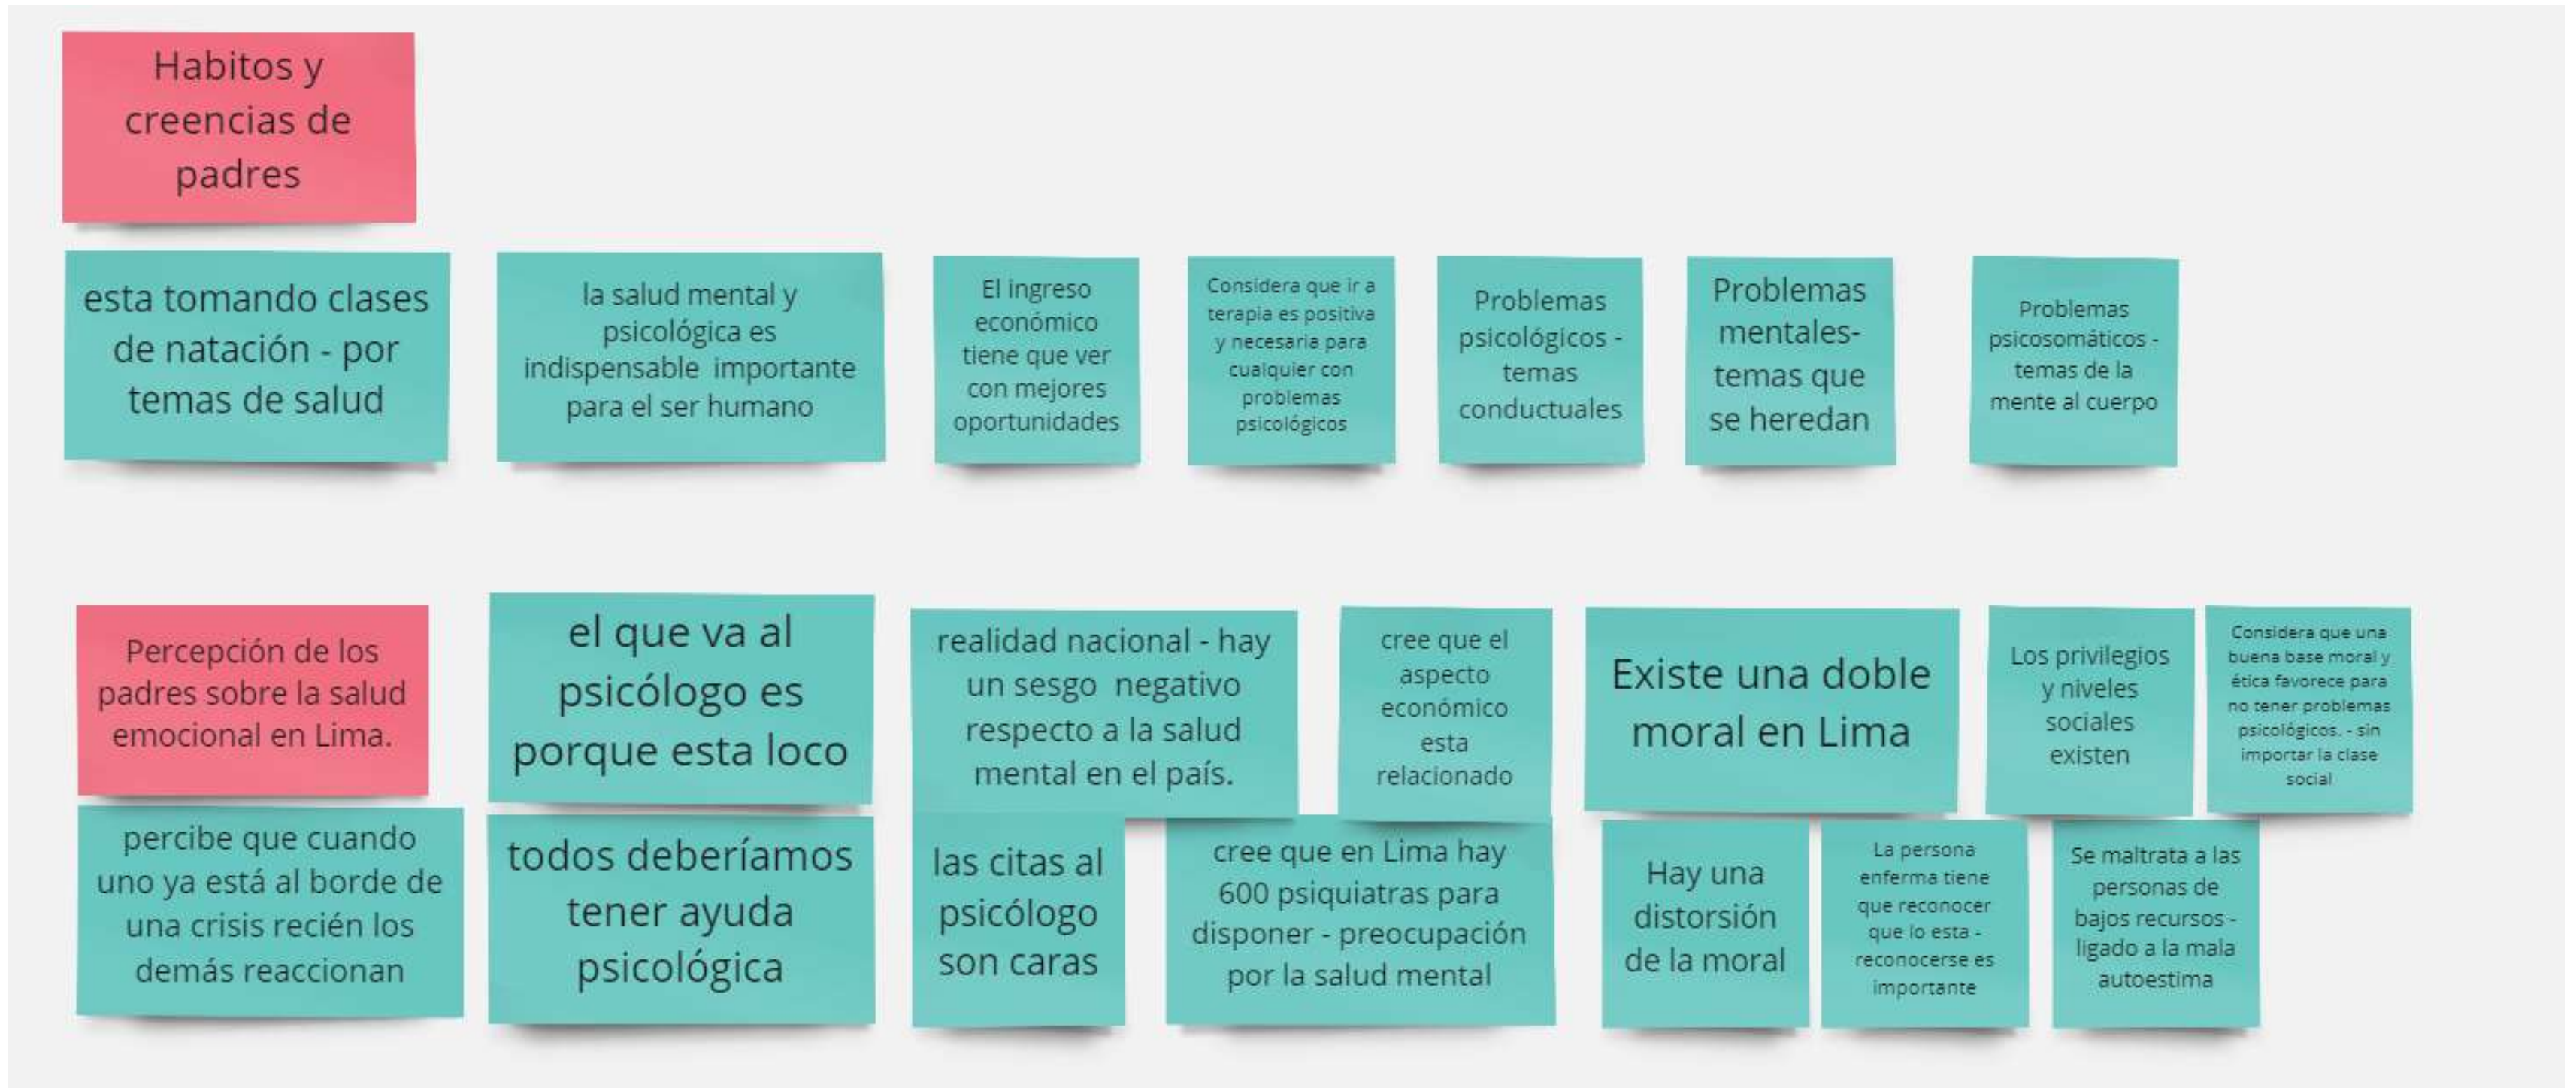 Habitos y
creencias de
padres
esta tomando clases
de natación - por
temas de salud
la salud mental y
psicológica es
indispensable importante
para el ser humano
El ingreso
económico
tiene que ver
con mejores
oportunidades
Considera que ir a
terapia es positiva
y necesaria para
cualquier con
problemas
psicológicos
Problemas
psicológicos -
temas
conductuales
Problemas
mentales-
temas que
se heredan
Problemas
psicosomáticos -
temas de la
mente al cuerpo
Percepción de los
padres sobre la salud
emocional en Lima.
el que va al
psicólogo es
porque esta loco
realidad nacional - hay
un sesgo negativo
respecto a la salud
mental en el país.
cree que el
aspecto
económico
esta
relacionado
Existe una doble
moral en Lima
Los privilegios
y niveles
sociales
existen
Considera que una
buena base moral y
ética favorece para
no tener problemas
psicológicos. - sin
importar la clase
social
percibe que cuando
uno ya está al borde de
una crisis recién los
demás reaccionan
todos deberíamos
tener ayuda
psicológica
las citas al
psicólogo
son caras
cree que en Lima hay
600 psiquiatras para
disponer - preocupación
por la salud mental
Hay una
distorsión
de la moral
La persona
enferma tiene
que reconocer
que lo esta -
reconocerse es
importante
Se maltrata a las
personas de
bajos recursos -
ligado a la mala
autoestima